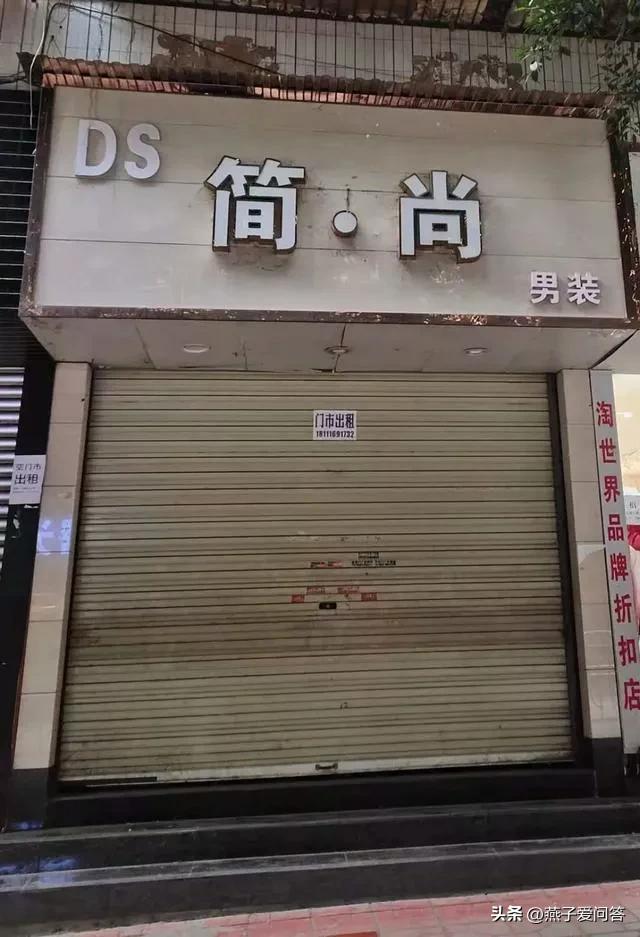 DS
简·尚
男装
门市出租
18111691732
空门市
出租
淘世界品牌折扣店
头条 @燕子爱问答